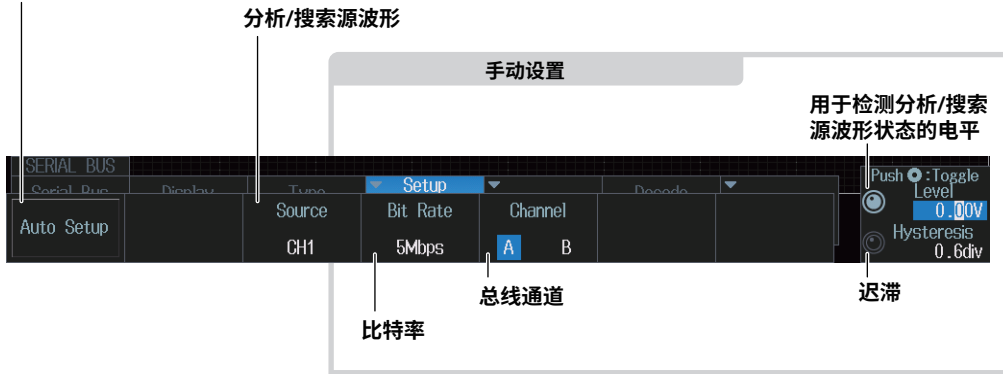 分析/搜索源波形
手动设置
用于检测分析/搜索
源波形状态的电平
SERIAL BUS
Serial Bus
Display
Type
Setup
Decode
Push :Toggle
Level
0.00V
Hysteresis
0.6div
Auto Setup
Source
CH1
Bit Rate
5Mbps
Channel
A B
总线通道
迟滞
比特率